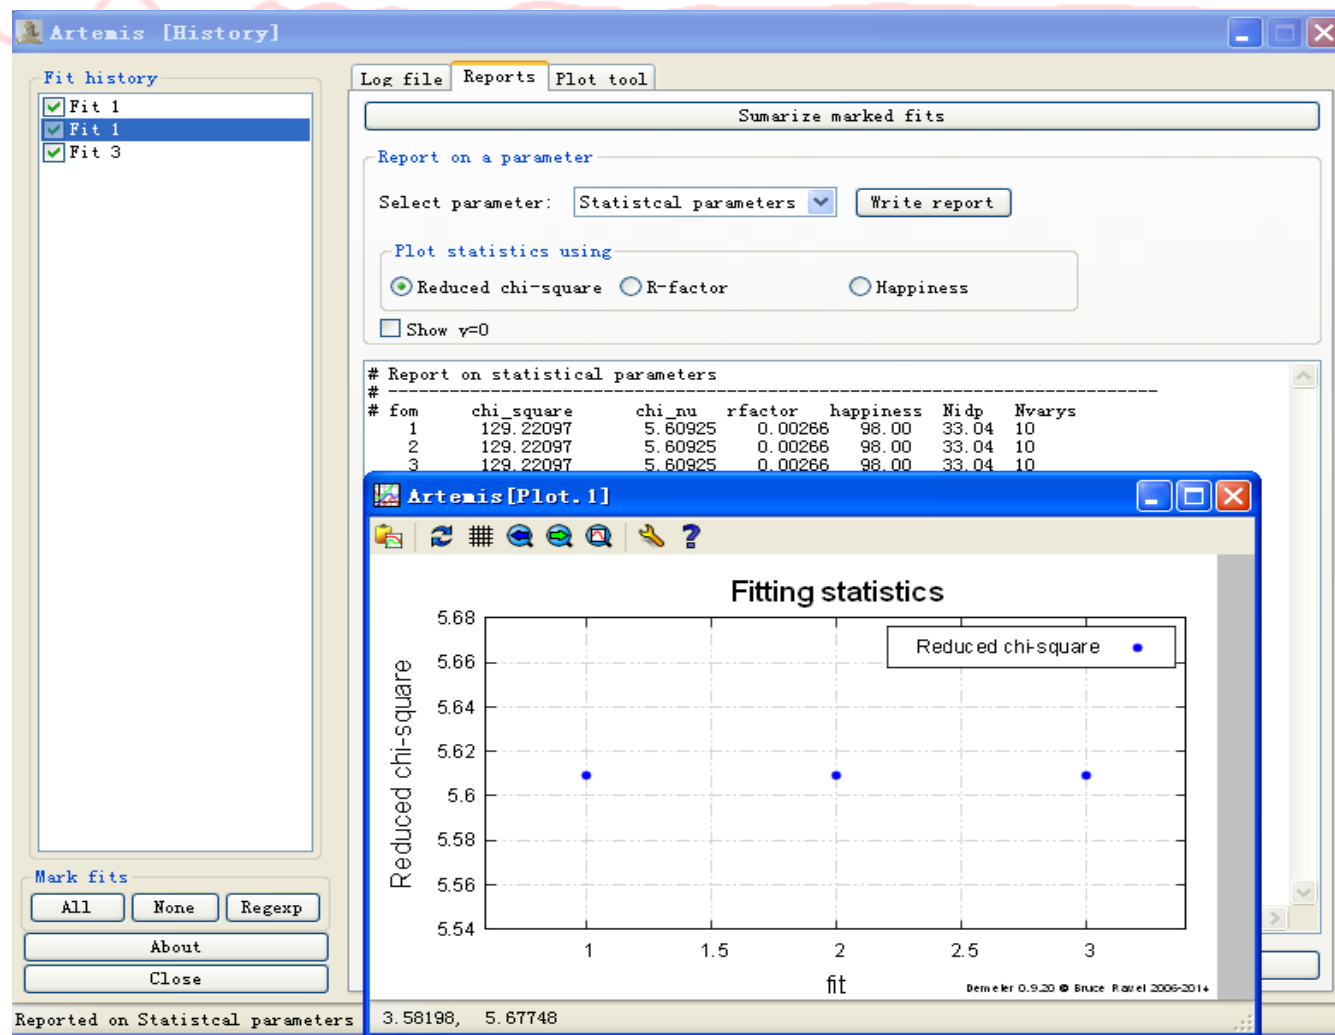 Artemis [History]
Fit history
Fit 1
Fit 1
Fit 3
Mark fits
All None Regexp
About
Close
Log file Reports Plot tool
Sumarize marked fits
Report on a parameter
Select parameter: Statistcal parameters Write report
Plot statistics using
Reduced chi-square R-factor Happiness
Show y=0
# Report on statistical parameters
# --------------------------------------------------------------------------
# fom chi_square chi_nu rfactor happiness Nidp Nvarys
1 129.22097 5.60925 0.00266 98.00 33.04 10
2 129.22097 5.60925 0.00266 98.00 33.04 10
3 129.22097 5.60925 0.00266 98.00 33.04 10
Artemis[Plot.1]
Fitting statistics
Reduced chi-square
Reduced chi-square
5.68
5.66
5.64
5.62
5.6
5.58
5.56
5.54
1 1.5 2 2.5 3
fit
Demeter 0.9.20 © Bruce Ravel 2006-2014
3.58198, 5.67748
Reported on Statistcal parameters